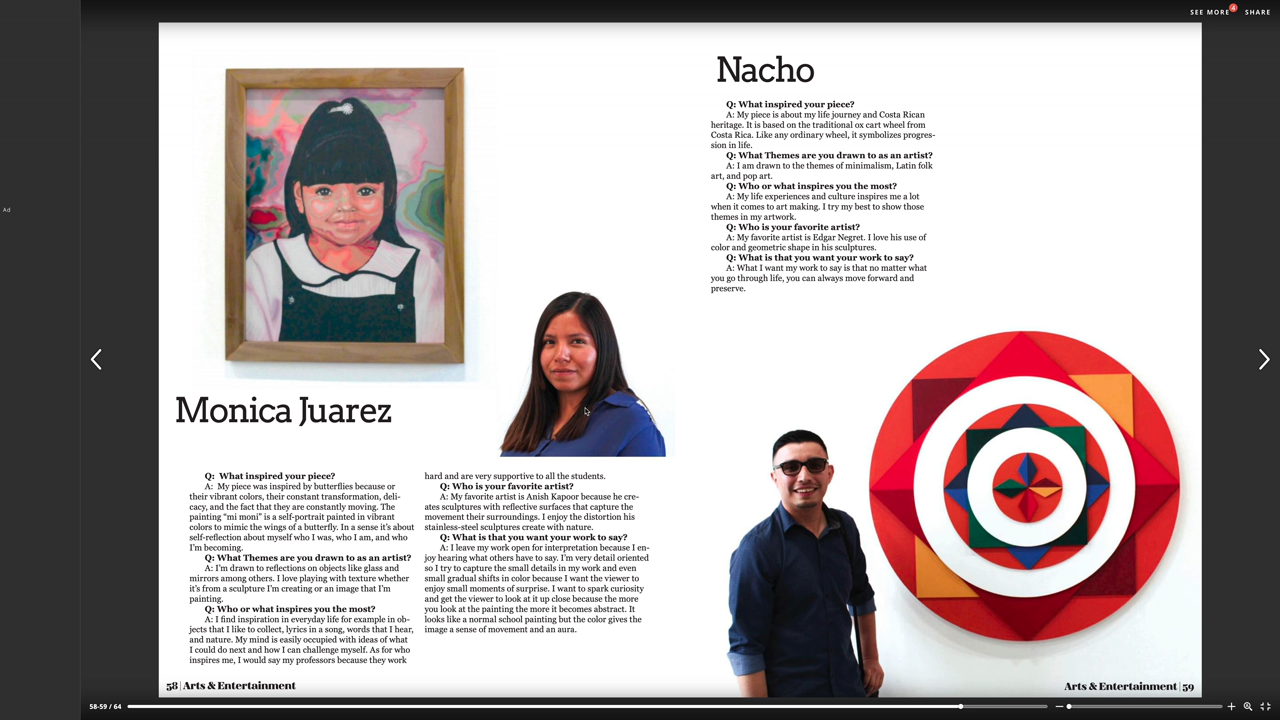 SEE MORE
4
SHARE
Ad
Monica Juarez
Q:  What inspired your piece?
A:  My piece was inspired by butterflies because or
their vibrant colors, their constant transformation, deli-
cacy, and the fact that they are constantly moving. The
painting “mi moni” is a self-portrait painted in vibrant
colors to mimic the wings of a butterfly. In a sense it’s about
self-reflection about myself who I was, who I am, and who
I’m becoming.
Q: What Themes are you drawn to as an artist?
A: I’m drawn to reflections on objects like glass and
mirrors among others. I love playing with texture whether
it’s from a sculpture I’m creating or an image that I’m
painting.
Q: Who or what inspires you the most?
A: I find inspiration in everyday life for example in ob-
jects that I like to collect, lyrics in a song, words that I hear,
and nature. My mind is easily occupied with ideas of what
I could do next and how I can challenge myself. As for who
inspires me, I would say my professors because they work
hard and are very supportive to all the students.
Q: Who is your favorite artist?
A: My favorite artist is Anish Kapoor because he cre-
ates sculptures with reflective surfaces that capture the
movement their surroundings. I enjoy the distortion his
stainless-steel sculptures create with nature.
Q: What is that you want your work to say?
A: I leave my work open for interpretation because I en-
joy hearing what others have to say. I’m very detail oriented
so I try to capture the small details in my work and even
small gradual shifts in color because I want the viewer to
enjoy small moments of surprise. I want to spark curiosity
and get the viewer to look at it up close because the more
you look at the painting the more it becomes abstract. It
looks like a normal school painting but the color gives the
image a sense of movement and an aura.
58 | Arts & Entertainment
Nacho
Q: What inspired your piece?
A: My piece is about my life journey and Costa Rican
heritage. It is based on the traditional ox cart wheel from
Costa Rica. Like any ordinary wheel, it symbolizes progres-
sion in life.
Q: What Themes are you drawn to as an artist?
A: I am drawn to the themes of minimalism, Latin folk
art, and pop art.
Q: Who or what inspires you the most?
A: My life experiences and culture inspires me a lot
when it comes to art making. I try my best to show those
themes in my artwork.
Q: Who is your favorite artist?
A: My favorite artist is Edgar Negret. I love his use of
color and geometric shape in his sculptures.
Q: What is that you want your work to say?
A: What I want my work to say is that no matter what
you go through life, you can always move forward and
preserve.
Arts & Entertainment | 59
58-59 / 64